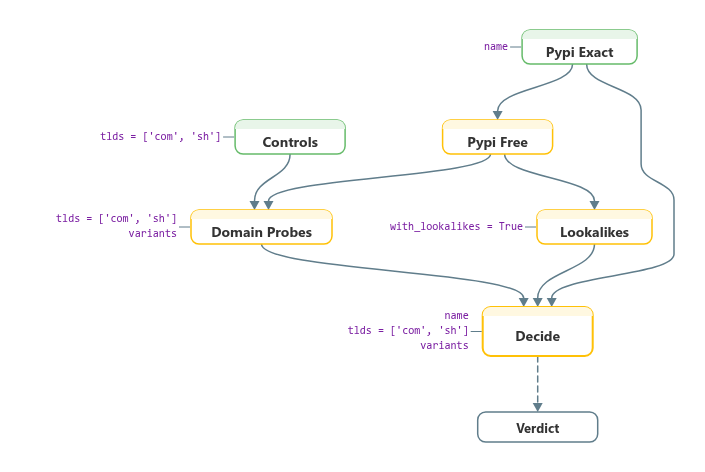 name
Pypi Exact
tlds = ['com', 'sh']
Controls
Pypi Free
tlds = ['com', 'sh']
variants
Domain Probes
with_lookalikes = True
Lookalikes
name
tlds = ['com', 'sh']
variants
Decide
Verdict